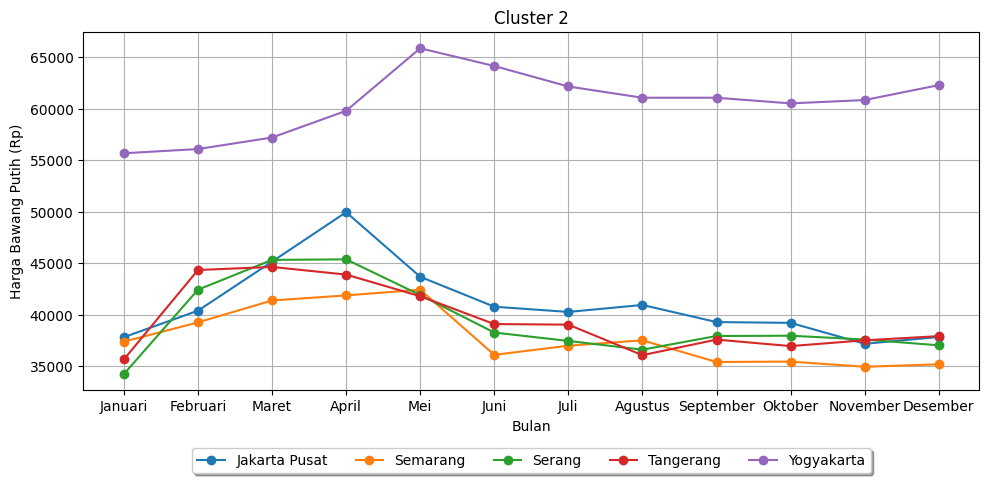 Cluster 2
Harga Bawang Putih (Rp)
65000
60000
55000
50000
45000
40000
35000
Januari Februari Maret April Mei Juni Juli Agustus September Oktober November Desember
Bulan
Jakarta Pusat Semarang Serang Tangerang Yogyakarta